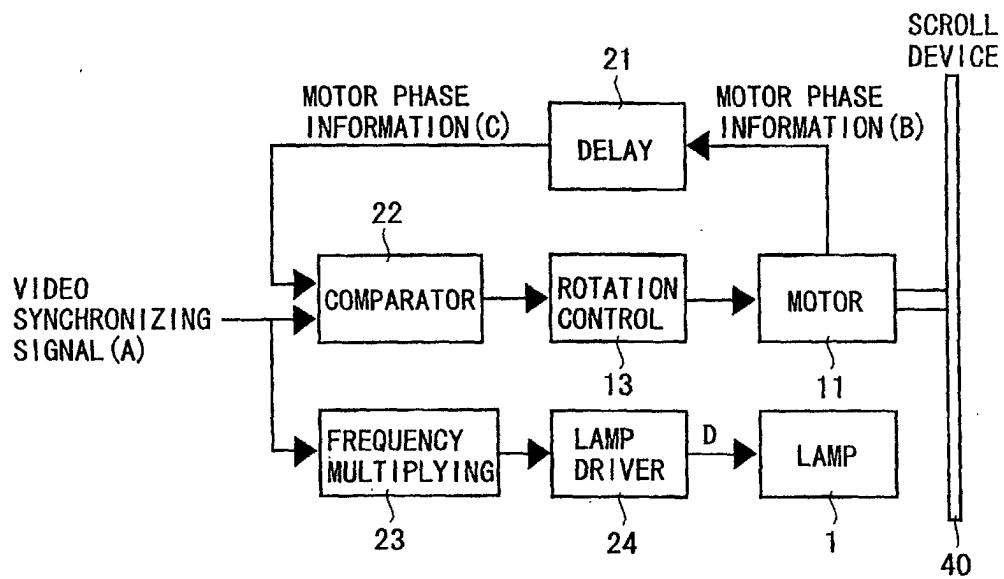 SCROLL
DEVICE
21
MOTOR PHASE
INFORMATION(C)
MOTOR PHASE
INFORMATION(B)
DELAY
22
VIDEO
SYNCHRONIZING
SIGNAL(A)
COMPARATOR
ROTATION
CONTROL
MOTOR
13
11
FREQUENCY
MULTIPLYING
LAMP
DRIVER
D
LAMP
23
24
1
40